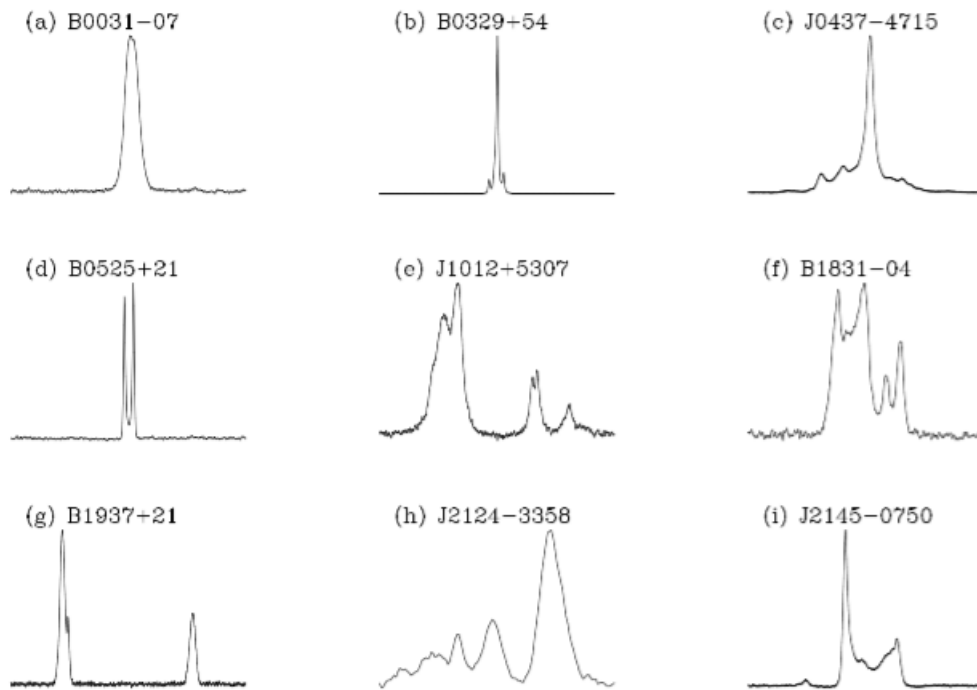 (a) B0031−07
(b) B0329+54
(c) J0437−4715
(d) B0525+21
(e) J1012+5307
(f) B1831−04
(g) B1937+21
(h) J2124−3358
(i) J2145−0750